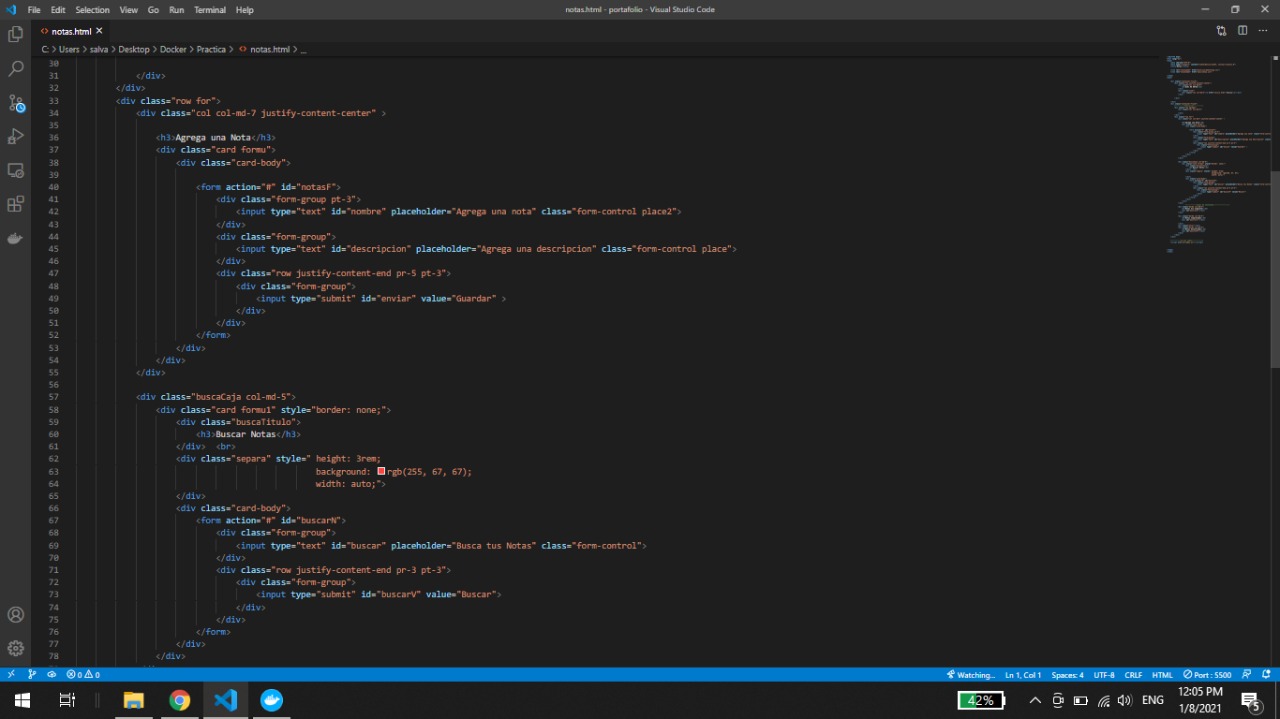 File Edit Selection View Go Run Terminal Help
notas.html - portafolio - Visual Studio Code
notas.html
C: > Users > salva > Desktop > Docker > Practica > notas.html > ...
30
31 </div>
32 </div>
33 <div class="row for">
34 <div class="col col-md-7 justify-content-center" >
35
36 <h3>Agrega una Nota</h3>
37 <div class="card formu">
38 <div class="card-body">
39
40 <form action="#" id="notasF">
41 <div class="form-group pt-3">
42 <input type="text" id="nombre" placeholder="Agrega una nota" class="form-control place2">
43 </div>
44 <div class="form-group">
45 <input type="text" id="descripcion" placeholder="Agrega una descripcion" class="form-control place">
46 </div>
47 <div class="row justify-content-end pr-5 pt-3">
48 <div class="form-group">
49 <input type="submit" id="enviar" value="Guardar" >
50 </div>
51 </div>
52 </form>
53 </div>
54 </div>
55 </div>
56
57 <div class="buscaCaja col-md-5">
58 <div class="card formu1" style="border: none;">
59 <div class="buscaTitulo">
60 <h3>Buscar Notas</h3>
61 </div> <br>
62 <div class="separa" style=" height: 3rem;
63 background: rgb(255, 67, 67);
64 width: auto;">
65 </div>
66 <div class="card-body">
67 <form action="#" id="buscarN">
68 <div class="form-group">
69 <input type="text" id="buscar" placeholder="Busca tus Notas" class="form-control">
70 </div>
71 <div class="row justify-content-end pr-3 pt-3">
72 <div class="form-group">
73 <input type="submit" id="buscarV" value="Buscar">
74 </div>
75 </div>
76 </form>
77 </div>
78 </div>
0 0
Watching... Ln 1, Col 1 Spaces: 4 UTF-8 CRLF HTML Port : 5500
42%
ENG
12:05 PM
1/8/2021
5